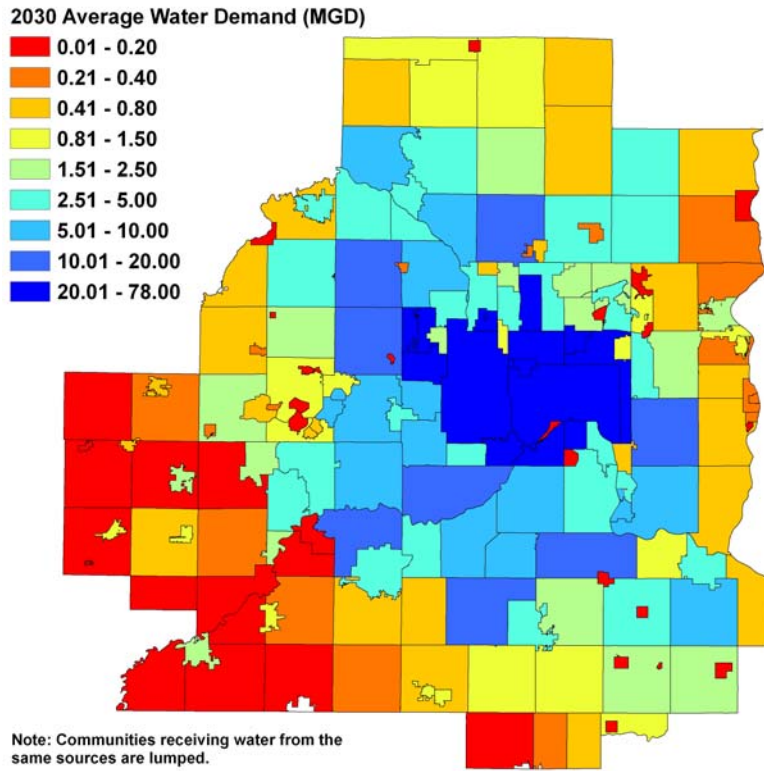 2030 Average Water Demand (MGD)
0.01 - 0.20
0.21 - 0.40
0.41 - 0.80
0.81 - 1.50
1.51 - 2.50
2.51 - 5.00
5.01 - 10.00
10.01 - 20.00
20.01 - 78.00
Note: Communities receiving water from the
same sources are lumped.